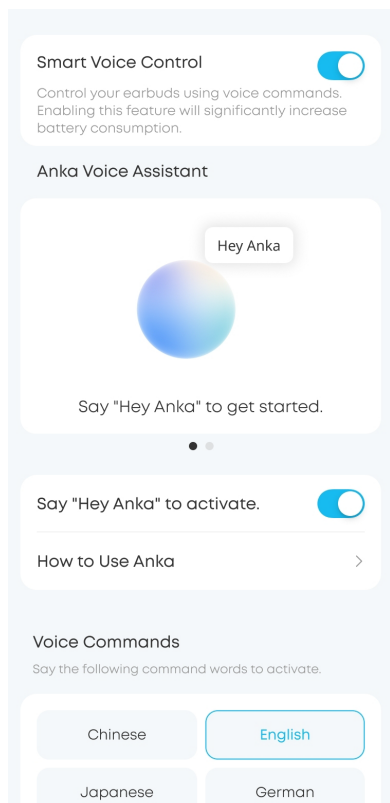 Smart Voice Control
Control your earbuds using voice commands.
Enabling this feature will significantly increase
battery consumption.
Anka Voice Assistant
Hey Anka
Say "Hey Anka" to get started.
Say "Hey Anka" to activate.
How to Use Anka
Voice Commands
Say the following command words to activate.
Chinese
English
Japanese
German